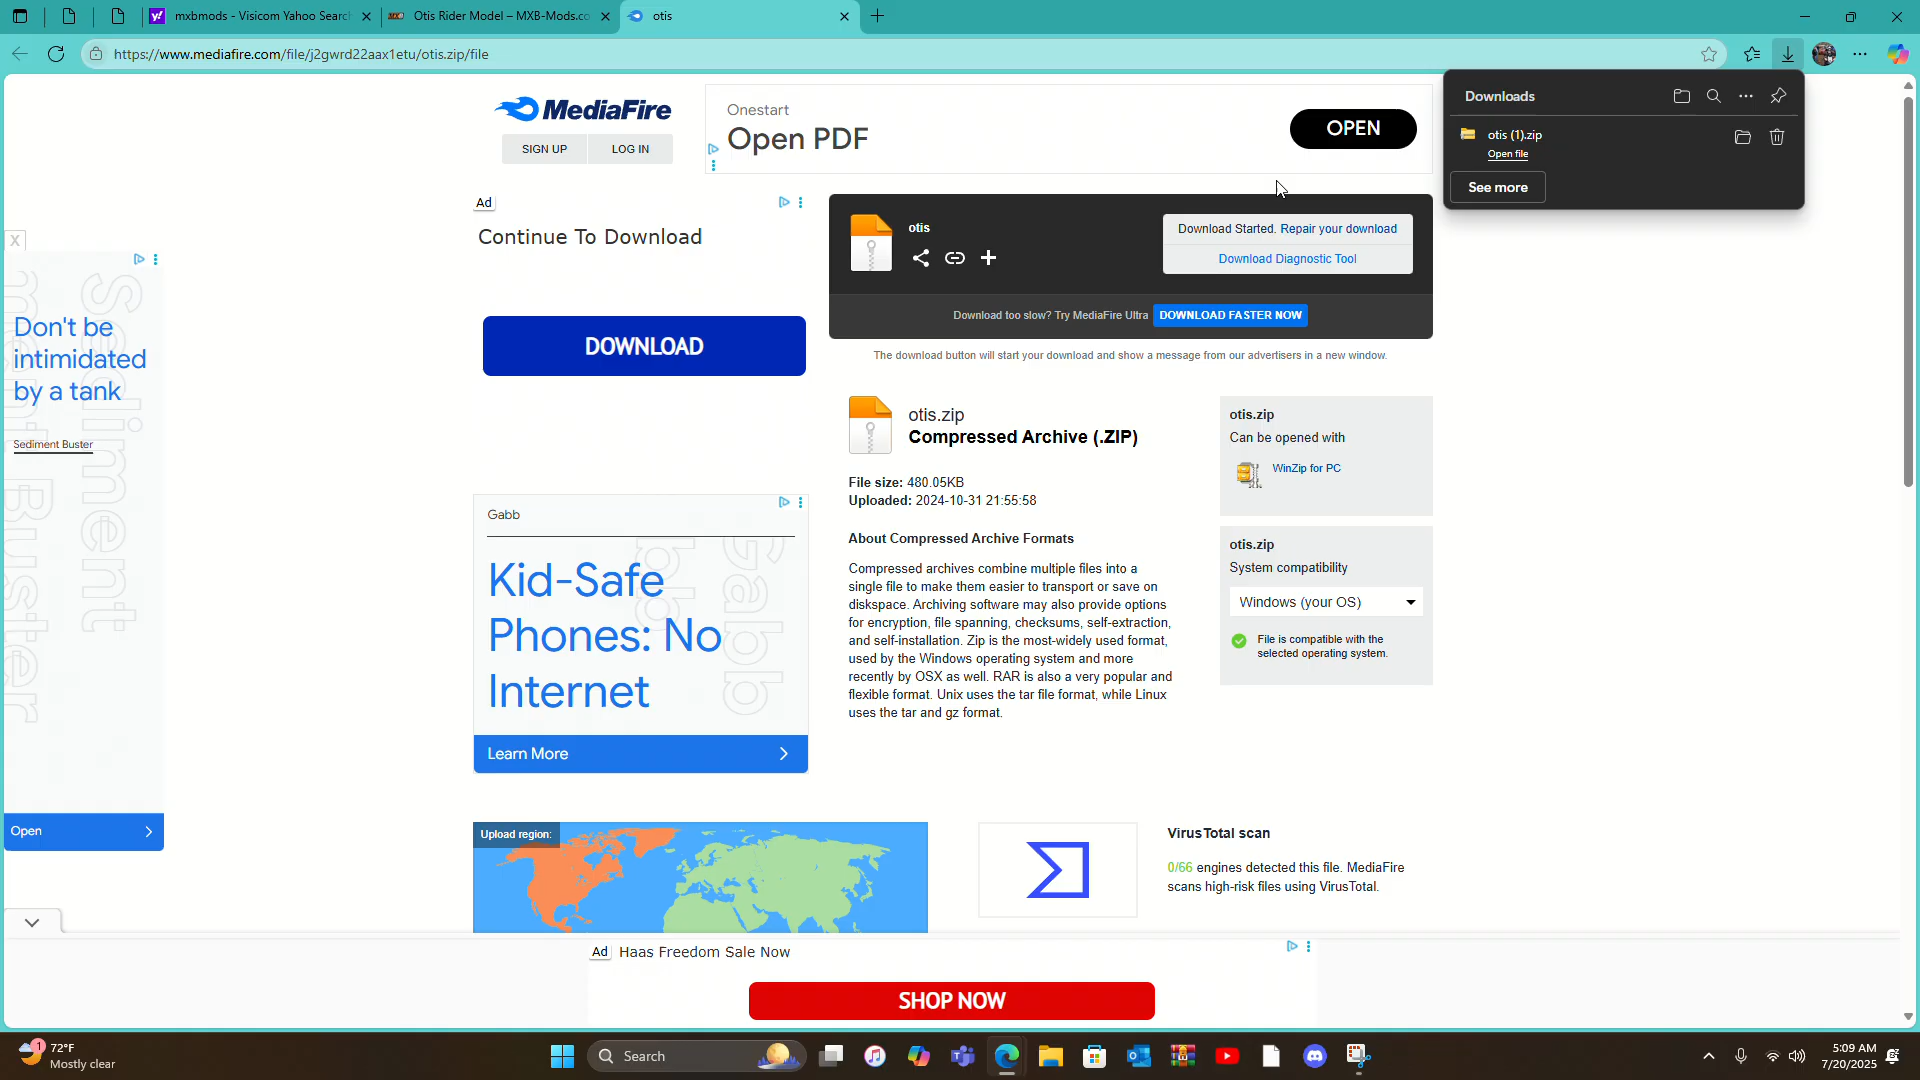 mxbmods - Visicom Yahoo Search
Otis Rider Model – MXB-Mods.co
otis
https://www.mediafire.com/file/j2gwrd22aax1etu/otis.zip/file
Downloads
otis (1).zip
Open file
See more
MediaFire
SIGN UP
LOG IN
Onestart
Open PDF
OPEN
Ad
Continue To Download
DOWNLOAD
otis
Download Started. Repair your download
Download Diagnostic Tool
Download too slow? Try MediaFire Ultra
DOWNLOAD FASTER NOW
The download button will start your download and show a message from our advertisers in a new window.
X
Sediment Buster
Don't be
intimidated
by a tank
Sediment Buster
Open
otis.zip
Compressed Archive (.ZIP)
File size: 480.05KB
Uploaded: 2024-10-31 21:55:58
About Compressed Archive Formats
Compressed archives combine multiple files into a
single file to make them easier to transport or save on
diskspace. Archiving software may also provide options
for encryption, file spanning, checksums, self-extraction,
and self-installation. Zip is the most-widely used format,
used by the Windows operating system and more
recently by OSX as well. RAR is also a very popular and
flexible format. Unix uses the tar file format, while Linux
uses the tar and gz format.
otis.zip
Can be opened with
WinZip for PC
otis.zip
System compatibility
Windows (your OS)
File is compatible with the
selected operating system.
Gabb
Gabb
Kid-Safe
Phones: No
Internet
Learn More
Upload region:
VirusTotal scan
0/66 engines detected this file. MediaFire
scans high-risk files using VirusTotal.
Ad
Haas Freedom Sale Now
SHOP NOW
1
72°F
Mostly clear
Search
5:09 AM
7/20/2025